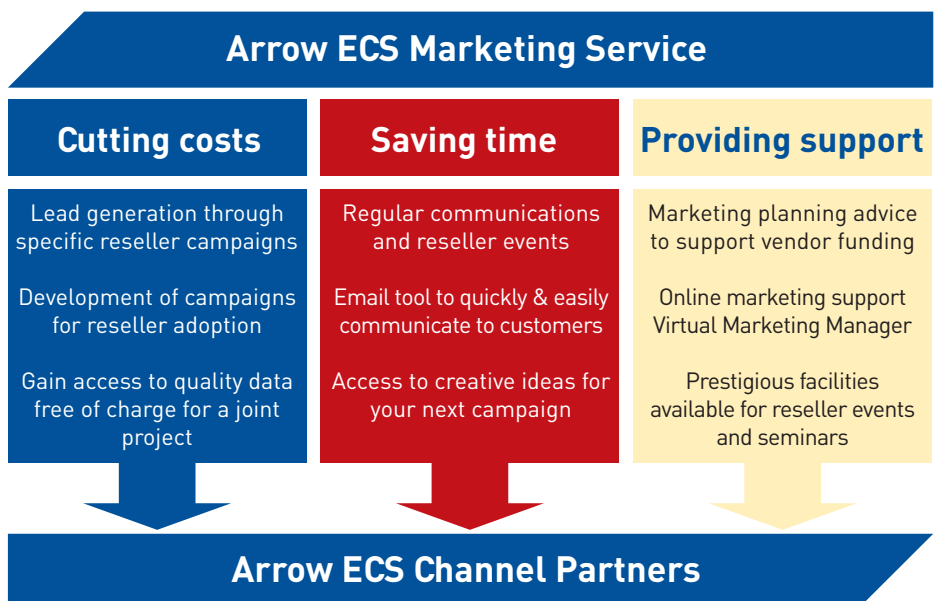 Arrow ECS Marketing Service
Cutting costs
Lead generation through
specific reseller campaigns
Development of campaigns
for reseller adoption
Gain access to quality data
free of charge for a joint
project
Saving time
Regular communications
and reseller events
Email tool to quickly & easily
communicate to customers
Access to creative ideas for
your next campaign
Providing support
Marketing planning advice
to support vendor funding
Online marketing support
Virtual Marketing Manager
Prestigious facilities
available for reseller events
and seminars
Arrow ECS Channel Partners